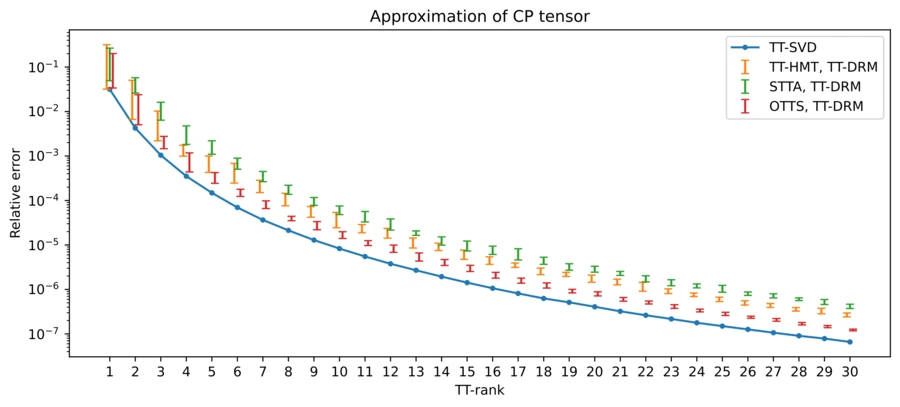 Approximation of CP tensor
TT-SVD
TT-HMT, TT-DRM
STTA, TT-DRM
OTTS, TT-DRM
Relative error
10⁻¹
10⁻²
10⁻³
10⁻⁴
10⁻⁵
10⁻⁶
10⁻⁷
1 2 3 4 5 6 7 8 9 10 11 12 13 14 15 16 17 18 19 20 21 22 23 24 25 26 27 28 29 30
TT-rank